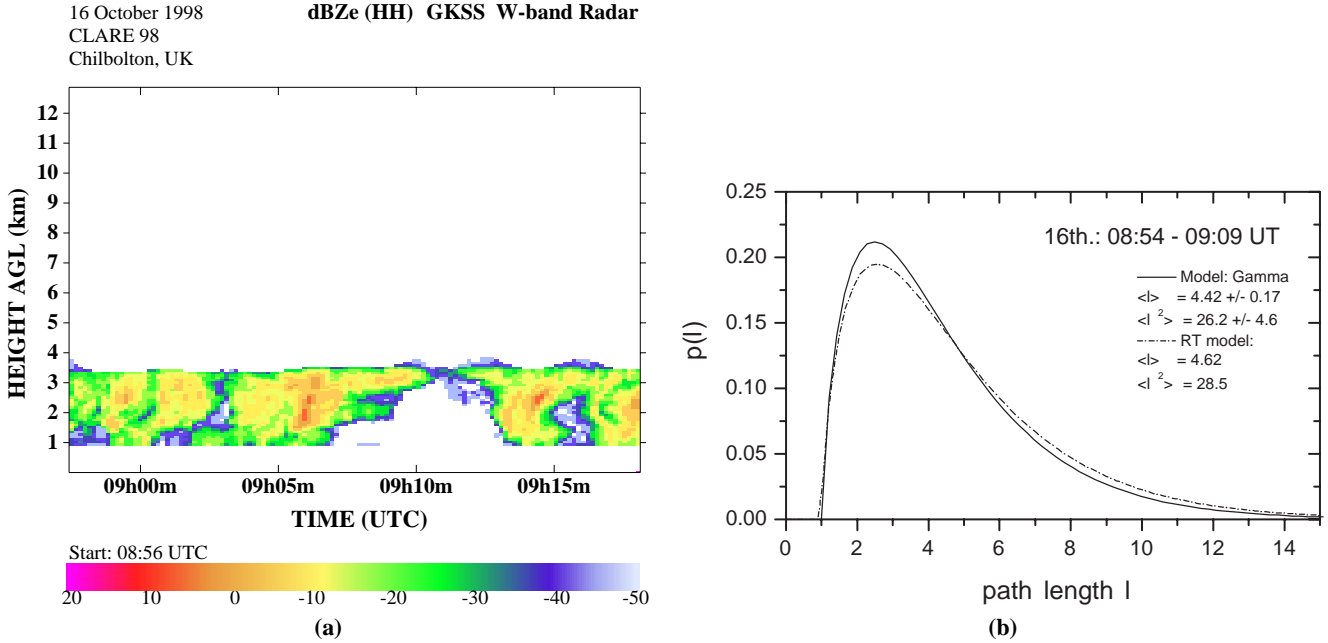 16 October 1998
dBZe (HH) GKSS W-band Radar
CLARE 98
Chilbolton, UK
12
11
10
9
8
7
6
5
4
3
2
1
HEIGHT AGL (km)
09h00m 09h05m 09h10m 09h15m
TIME (UTC)
Start: 08:56 UTC
20 10 0 -10 -20 -30 -40 -50
(a)
0.25
0.20
0.15
0.10
0.05
0.00
p(l)
16th.: 08:54 - 09:09 UT
Model: Gamma
<l> = 4.42 +/- 0.17
<l 2> = 26.2 +/- 4.6
RT model:
<l> = 4.62
<l 2> = 28.5
0 2 4 6 8 10 12 14
path length l
(b)